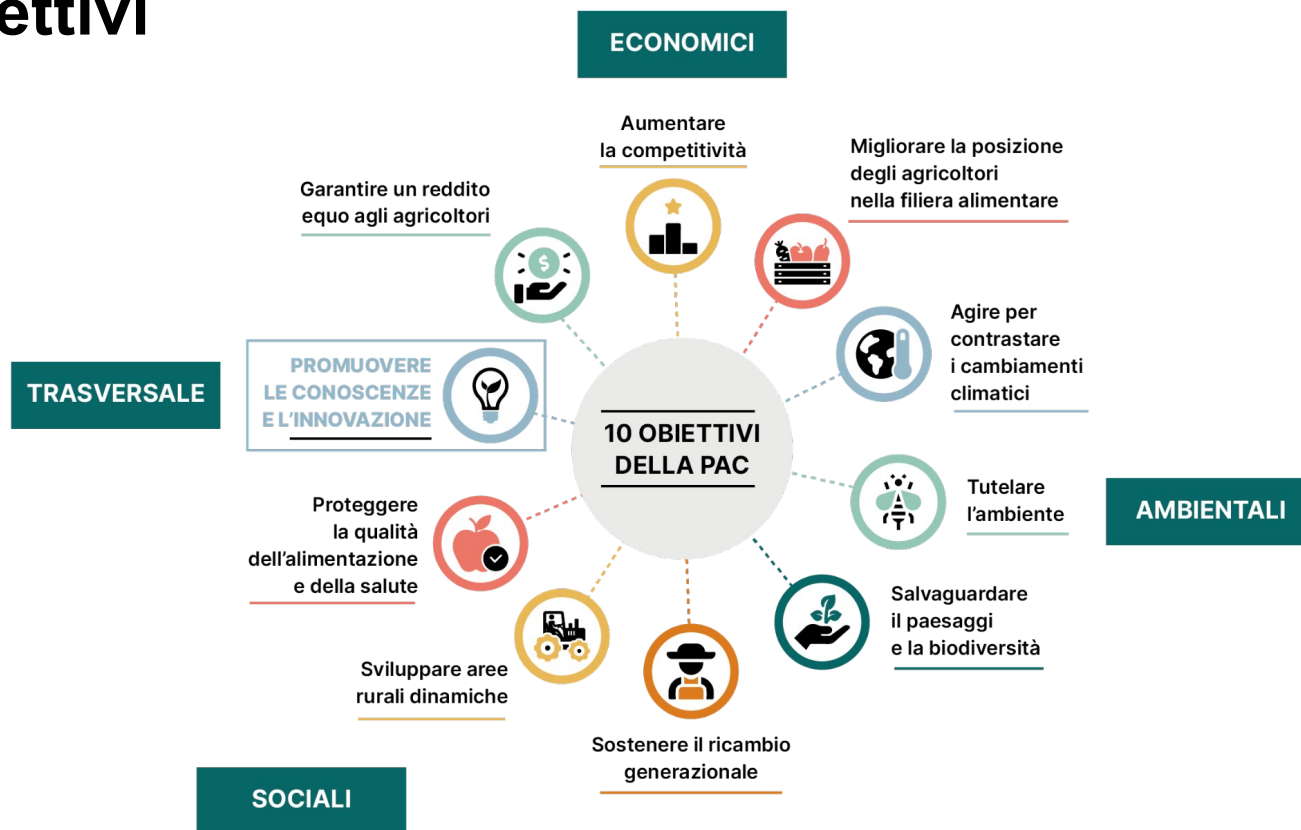 ettivi
ECONOMICI
Aumentare
la competitività
Migliorare la posizione
degli agricoltori
nella filiera alimentare
Garantire un reddito
equo agli agricoltori
Agire per
contrastare
i cambiamenti
climatici
TRASVERSALE
PROMUOVERE
LE CONOSCENZE
E L’INNOVAZIONE
10 OBIETTIVI
DELLA PAC
Tutelare
l’ambiente
AMBIENTALI
Proteggere
la qualità
dell’alimentazione
e della salute
Salvaguardare
il paesaggi
e la biodiversità
Sviluppare aree
rurali dinamiche
Sostenere il ricambio
generazionale
SOCIALI
$